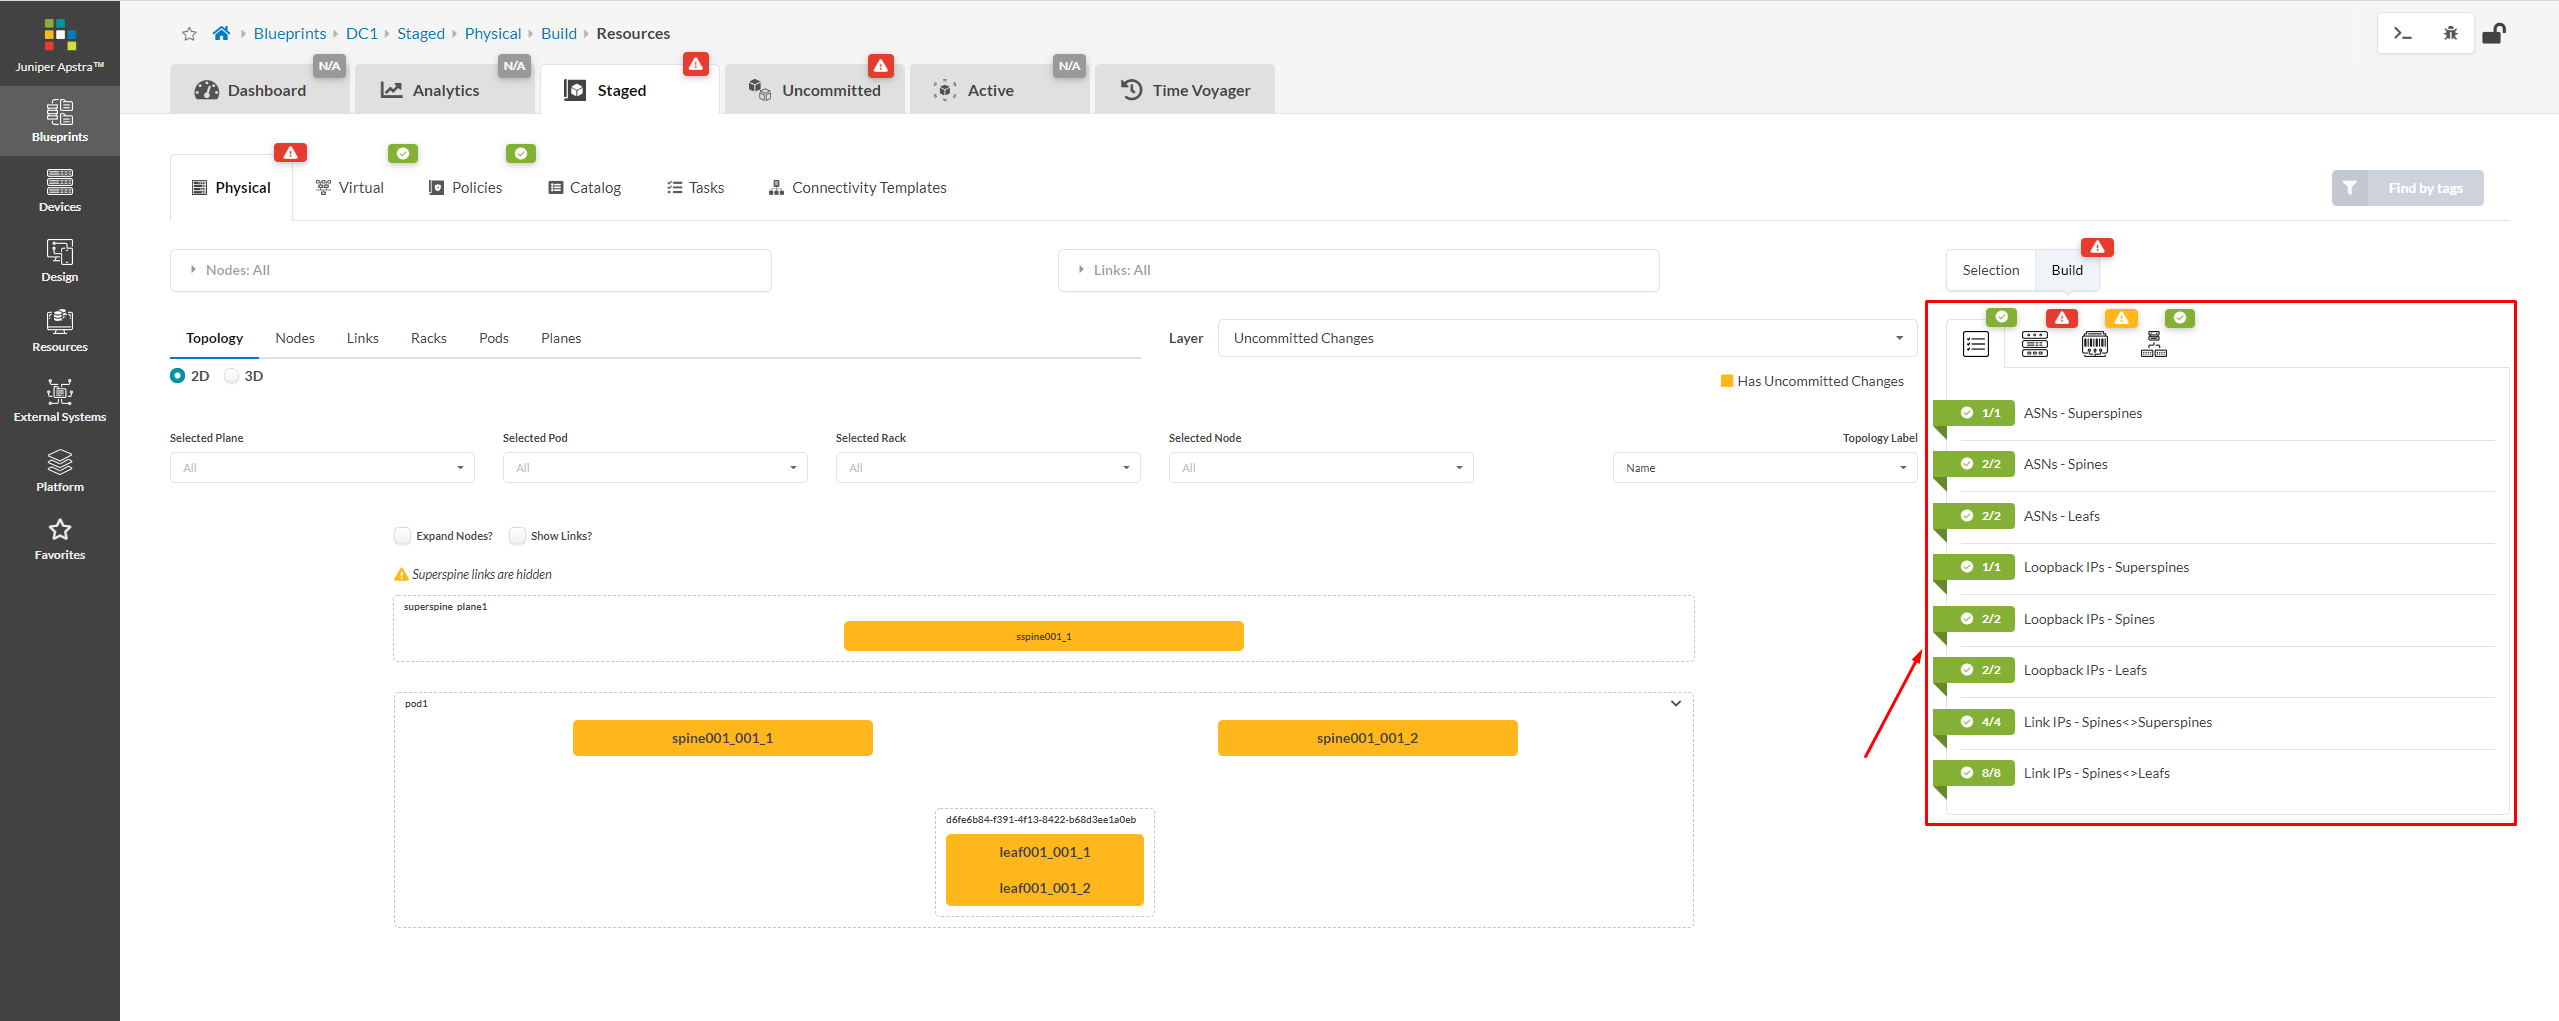 Juniper Apstra™
Blueprints
Devices
Design
Resources
External Systems
Platform
Favorites
Blueprints DC1 Staged Physical Build Resources
Dashboard N/A
Analytics N/A
Staged
Uncommitted
Active N/A
Time Voyager
Physical Virtual Policies Catalog Tasks Connectivity Templates
Find by tags
Nodes: All
Links: All
Selection Build
Topology Nodes Links Racks Pods Planes
Layer Uncommitted Changes
2D 3D
Has Uncommitted Changes
Selected Plane Selected Pod Selected Rack Selected Node Topology Label
All All All All Name
Expand Nodes? Show Links?
Superspine links are hidden
superspine plane1
sspine001_1
pod1
spine001_001_1 spine001_001_2
d6fe6b84-f391-4f13-8422-b68d3ee1a0eb
leaf001_001_1
leaf001_001_2
1/1 ASNs - Superspines
2/2 ASNs - Spines
2/2 ASNs - Leafs
1/1 Loopback IPs - Superspines
2/2 Loopback IPs - Spines
2/2 Loopback IPs - Leafs
4/4 Link IPs - Spines<>Superspines
8/8 Link IPs - Spines<>Leafs